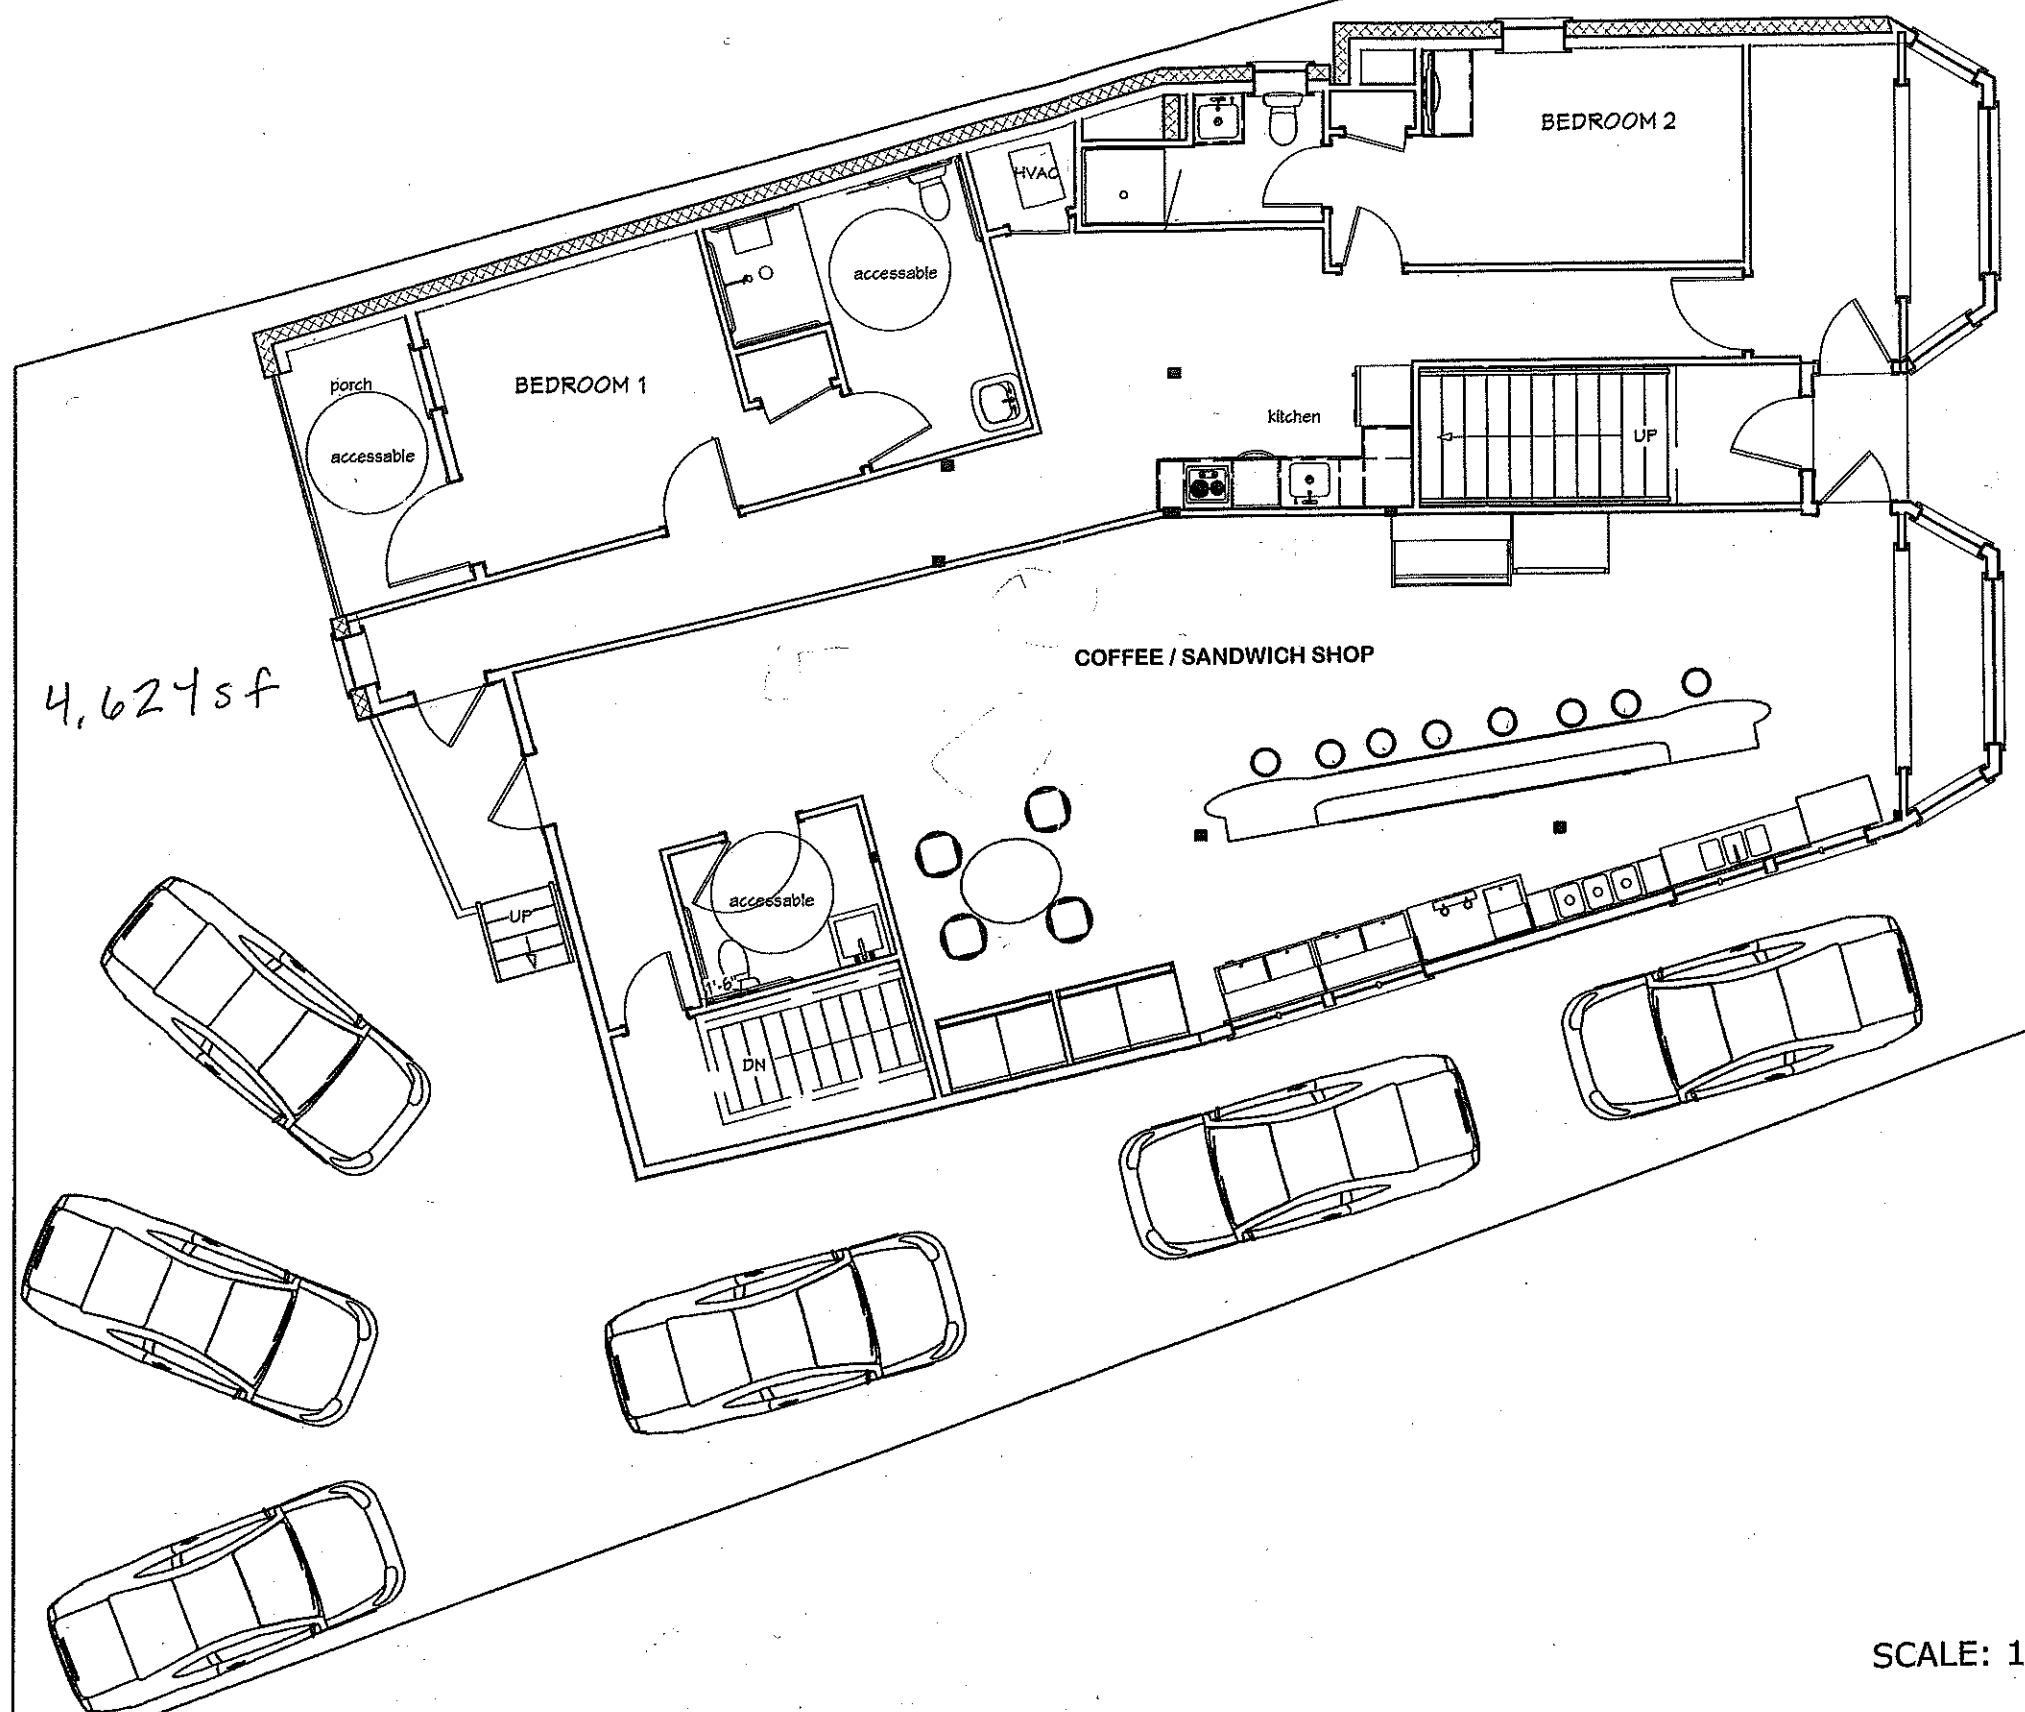 BEDROOM 2
HVAC
accessable
porch
BEDROOM 1
kitchen
UP
accessable
COFFEE / SANDWICH SHOP
4,624sf
accessable
UP
1'-6"
DN
SCALE: 1